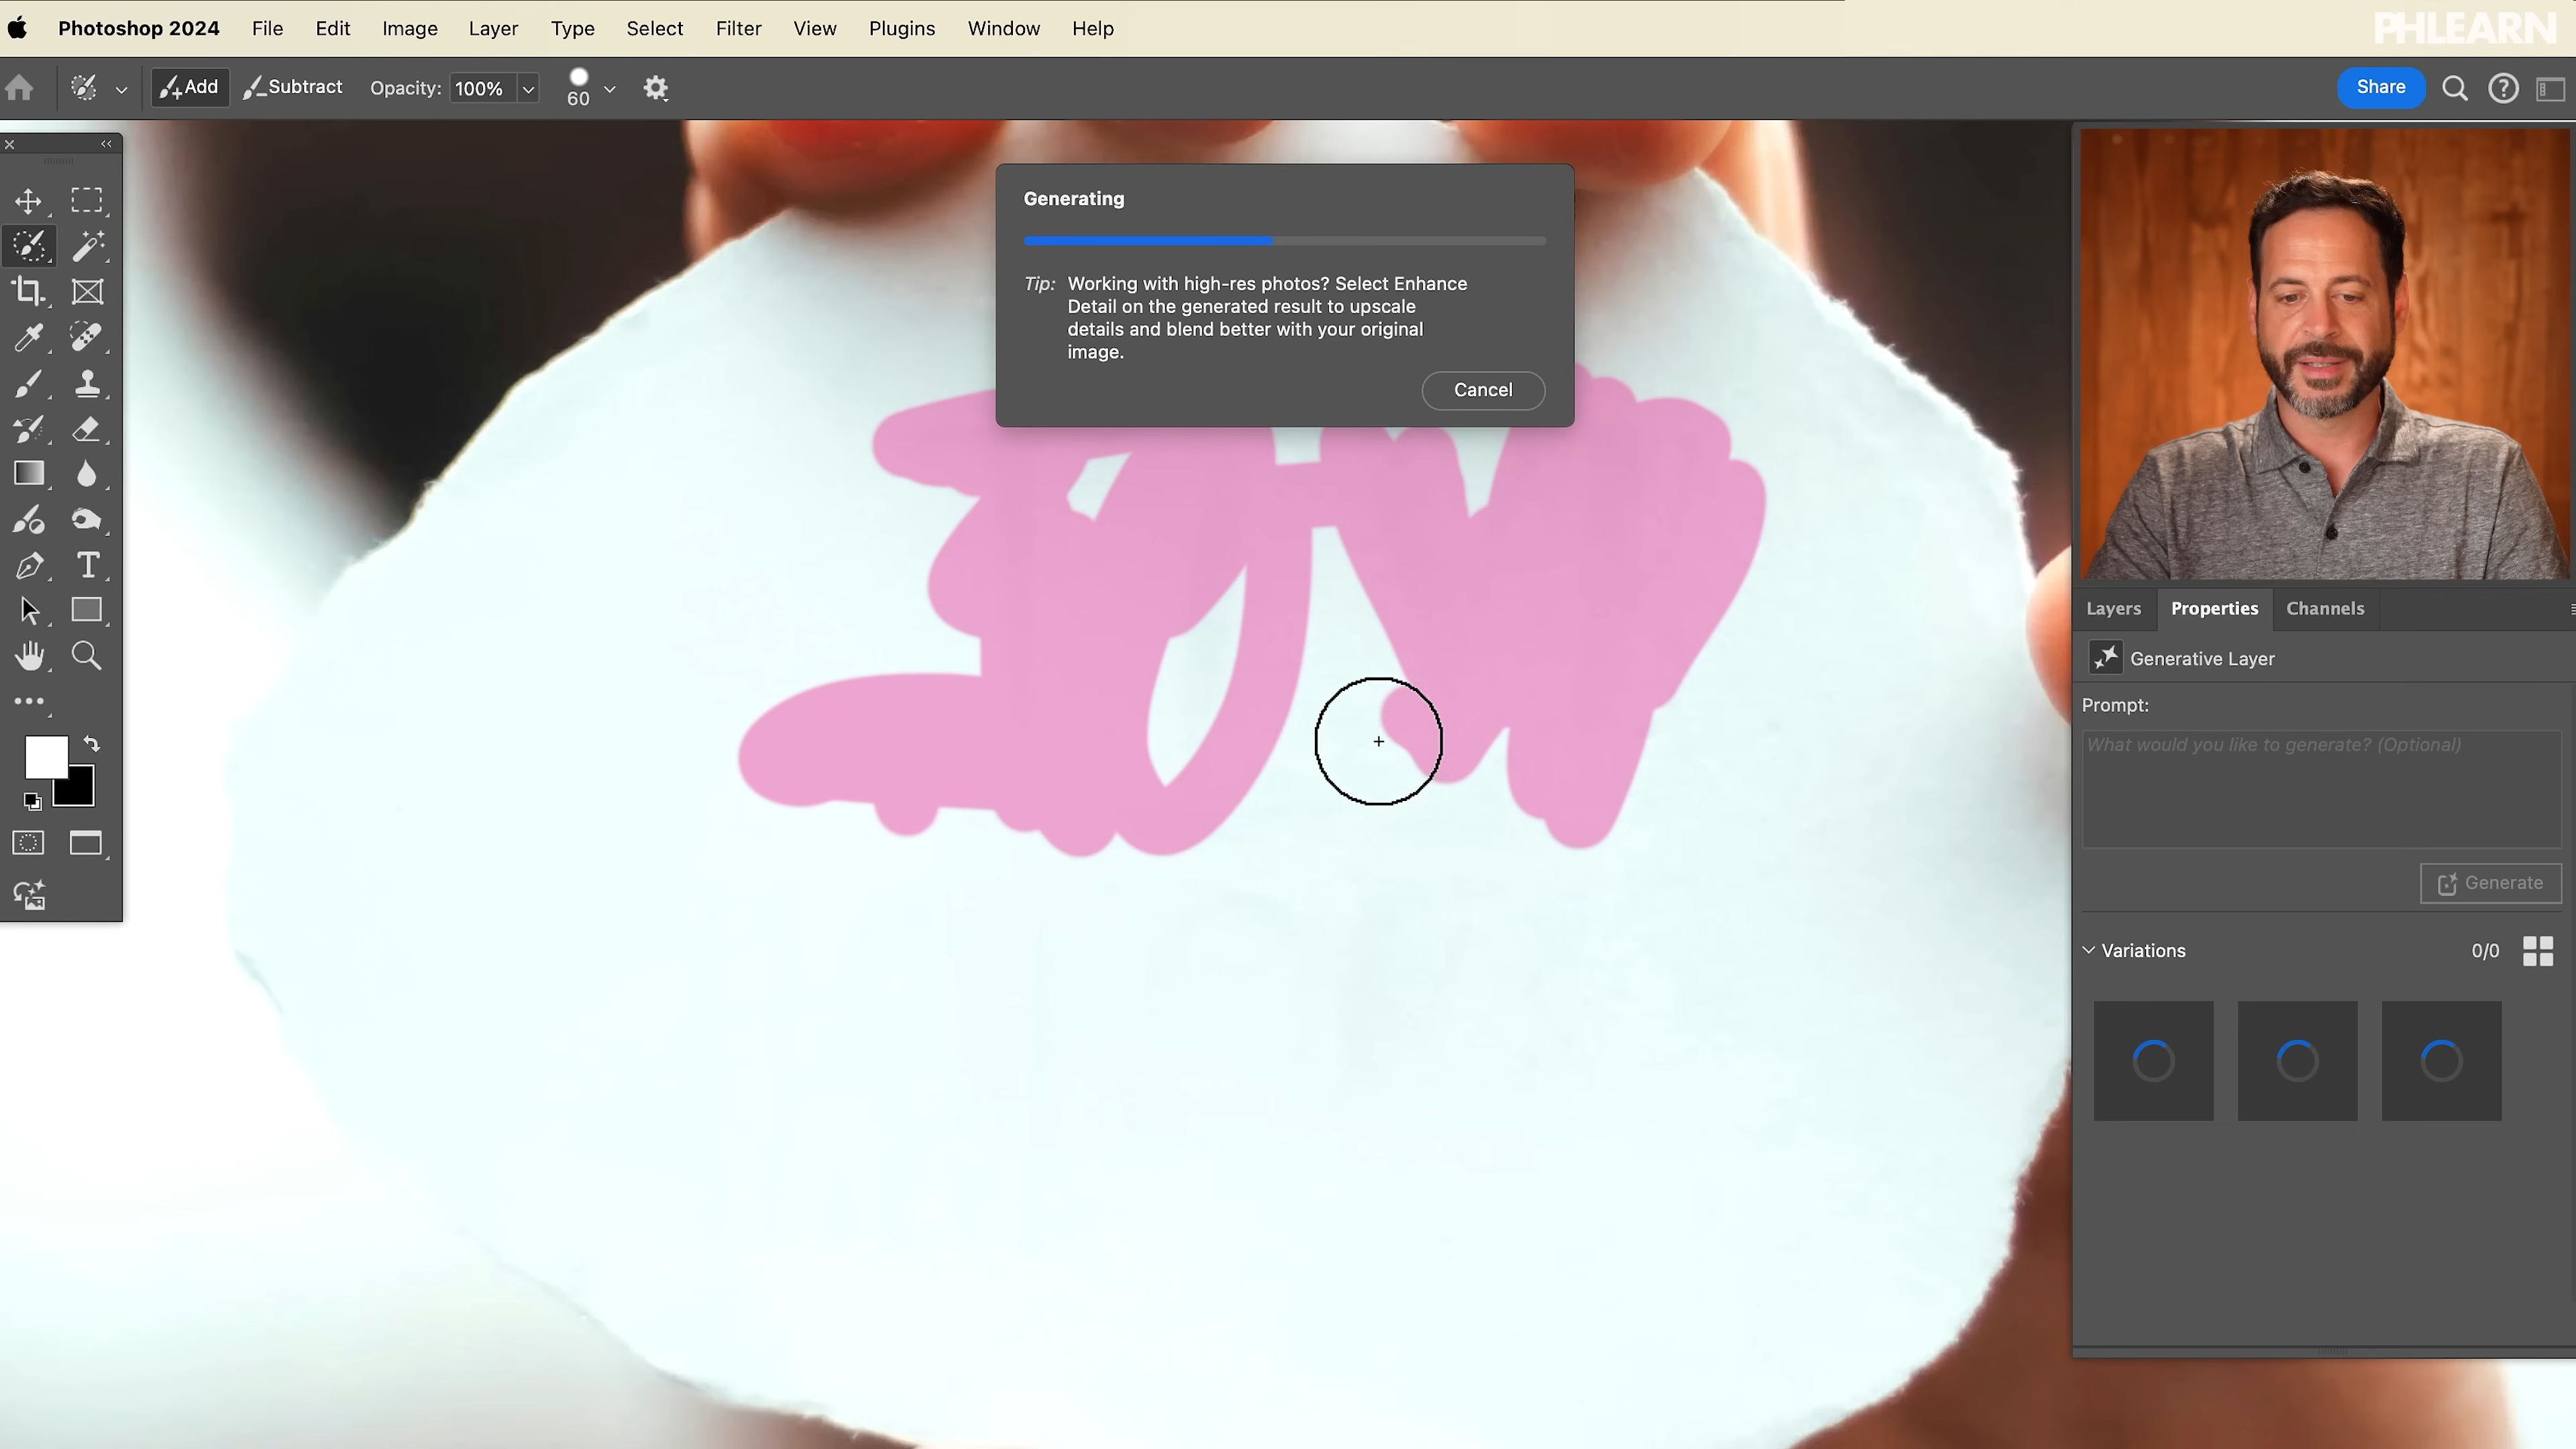 Photoshop 2024 File Edit Image Layer Type Select Filter View Plugins Window Help
PHLEARN
Add Subtract Opacity: 100% 60 Share
Generating
Tip: Working with high-res photos? Select Enhance
Detail on the generated result to upscale
details and blend better with your original
image.
Cancel
Layers Properties Channels
Generative Layer
Prompt:
What would you like to generate? (Optional)
Generate
Variations 0/0